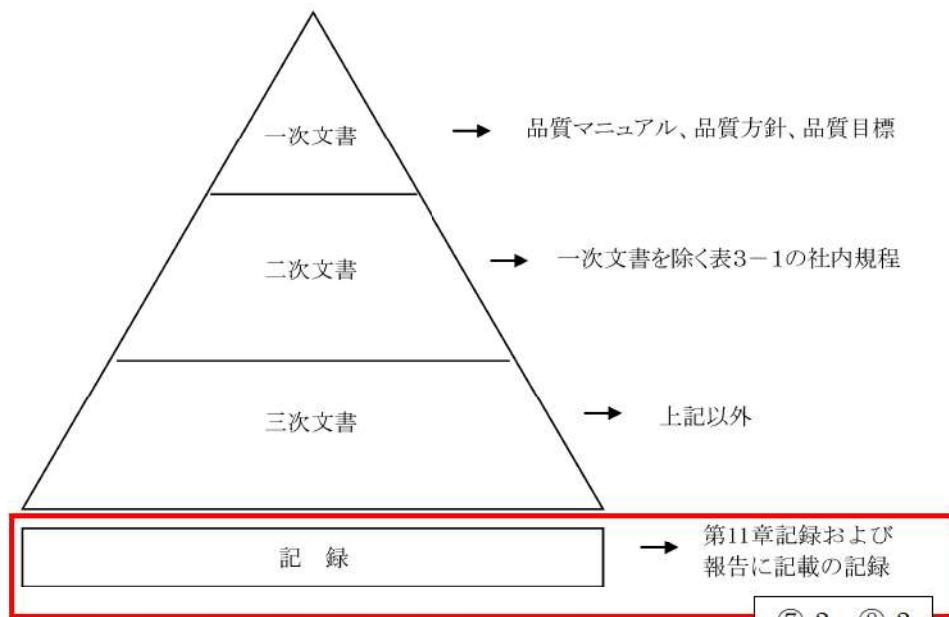 一次文書
品質マニュアル、品質方針、品質目標
二次文書
一次文書を除く表3－1の社内規程
三次文書
上記以外
記　録
第11章記録および
報告に記載の記録